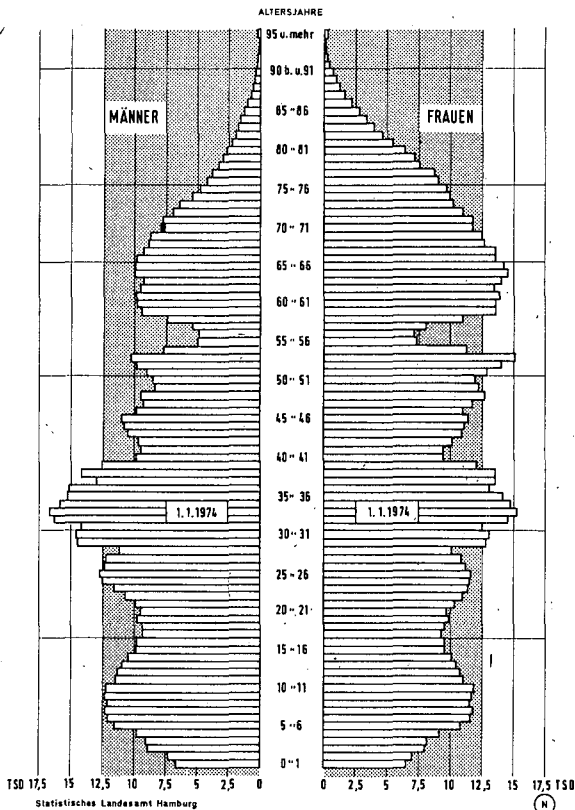 ALTERSJAHRE
95 u. mehr
90 b. u. 91
MÄNNER
85 " 86
FRAUEN
80 " 81
75 " 76
70 " 71
65 " 66
60 " 61
55 " 56
50 " 51
45 " 46
40 " 41
35 " 36
1.1.1974
1.1.1974
30 " 31
25 " 26
20 " 21
15 " 16
10 " 11
5 " 6
0 " 1
TSD 17,5 15 12,5 10 7,5 5 2,5 0 0 2,5 5 7,5 10 12,5 15 17,5 TSD
Statistisches Landesamt Hamburg
N